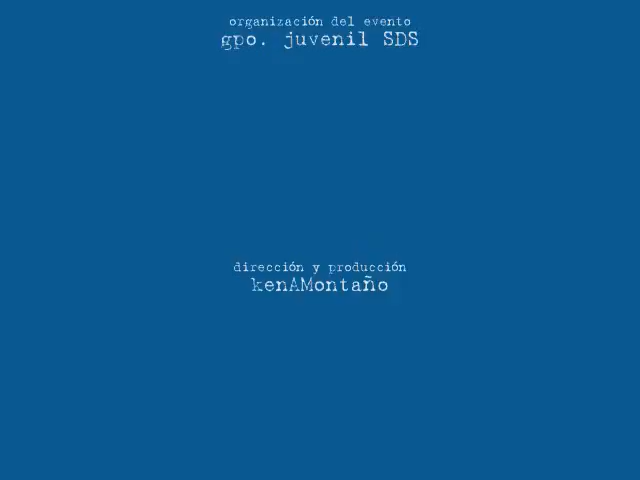 organización del evento
gpo. juvenil SDS
dirección y producción
kenAMontaño